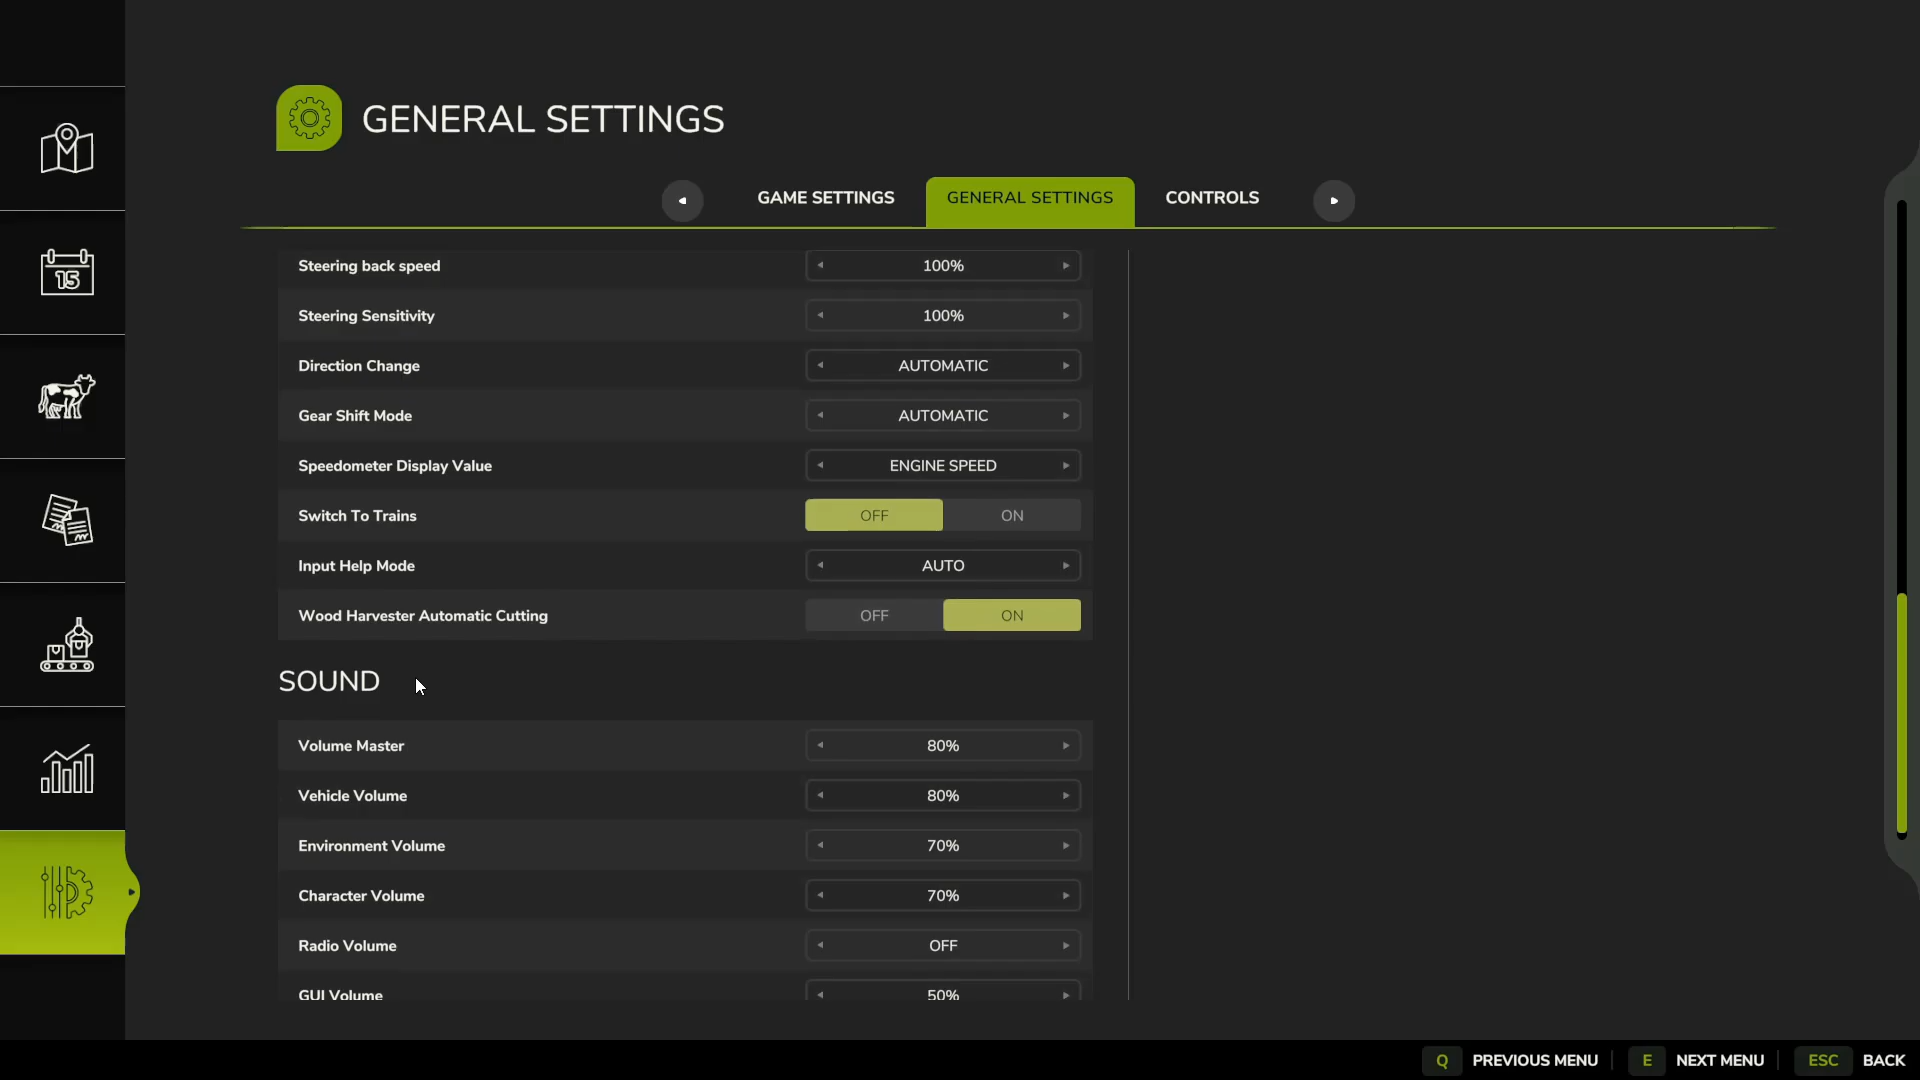 GENERAL SETTINGS
GAME SETTINGS GENERAL SETTINGS CONTROLS
15
Steering back speed 100%
Steering Sensitivity 100%
Direction Change AUTOMATIC
Gear Shift Mode AUTOMATIC
Speedometer Display Value ENGINE SPEED
Switch To Trains OFF ON
Input Help Mode AUTO
Wood Harvester Automatic Cutting OFF ON
SOUND
Volume Master 80%
Vehicle Volume 80%
Environment Volume 70%
Character Volume 70%
Radio Volume OFF
GUI Volume 50%
Q PREVIOUS MENU E NEXT MENU ESC BACK